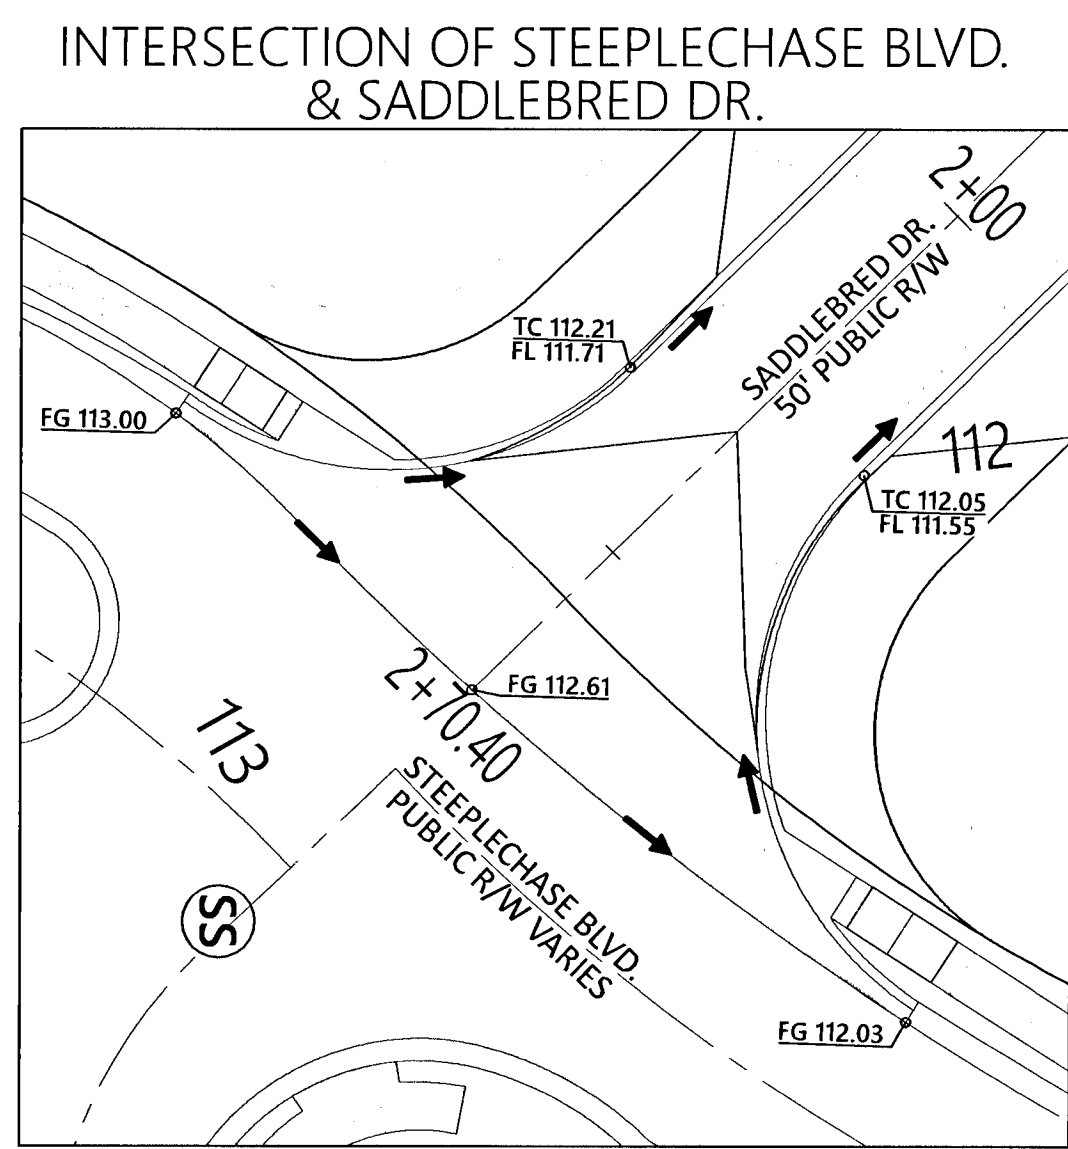 INTERSECTION OF STEEPLECHASE BLVD.
& SADDLEBRED DR.
2+00
SADDLEBRED DR.
50' PUBLIC R/W
TC 112.21
FL 111.71
FG 113.00
112
TC 112.05
FL 111.55
FG 112.61
2+70.40
113
STEEPLECHASE BLVD.
PUBLIC R/W VARIES
SS
FG 112.03